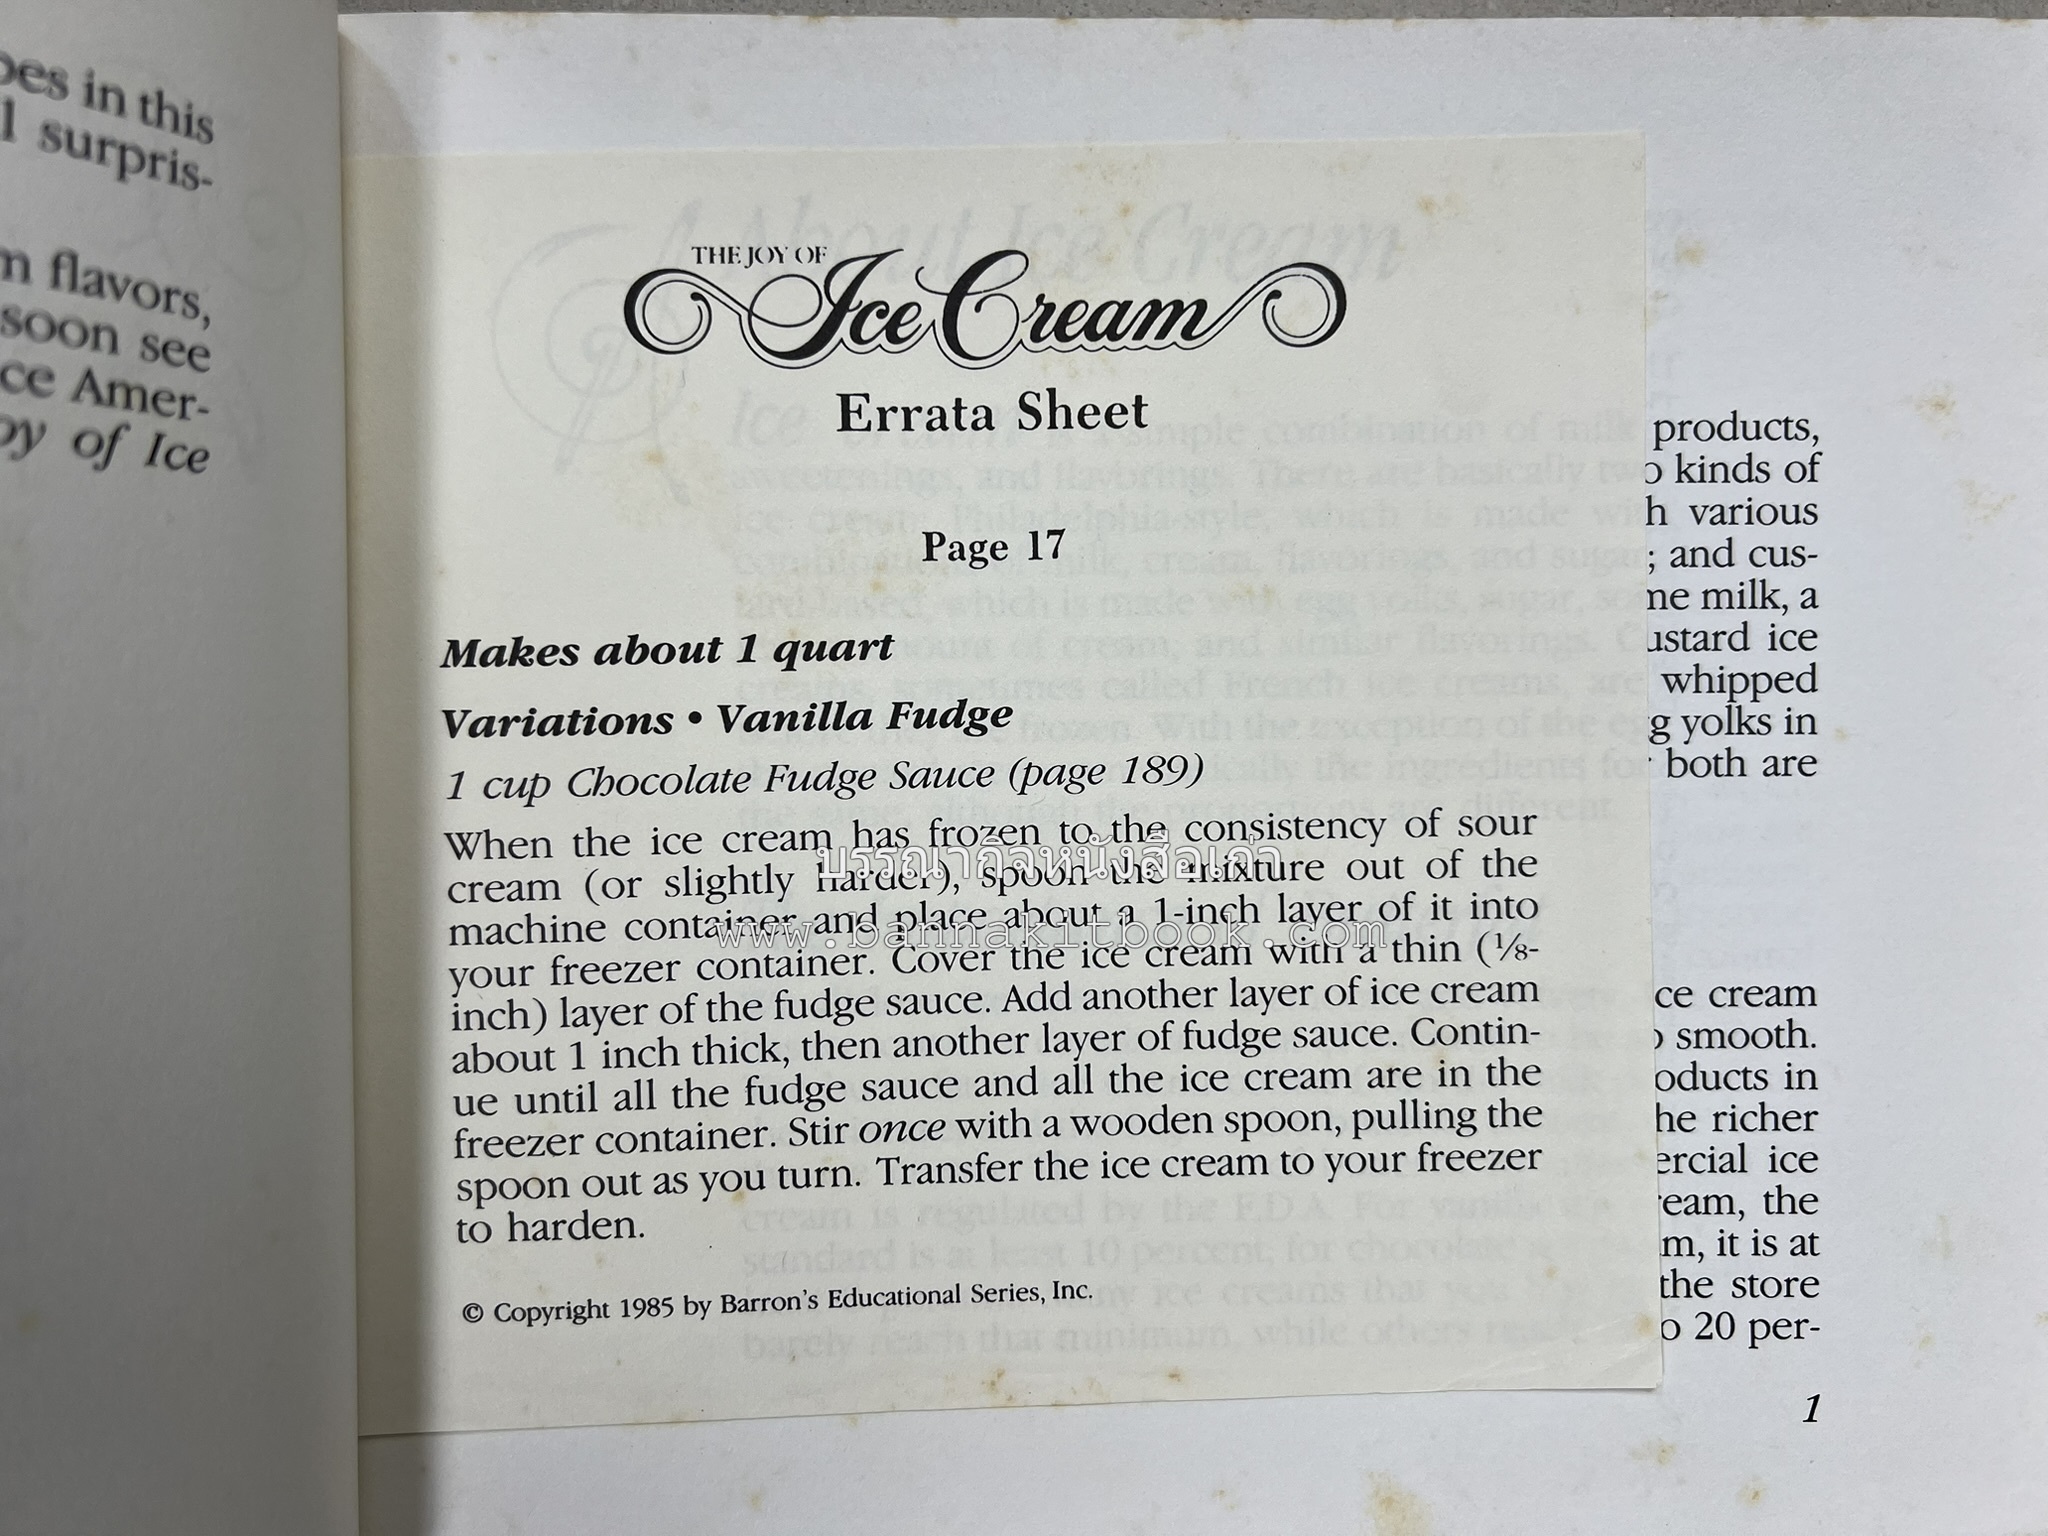 oes in this
l surpris-
m flavors,
soon see
ce Amer-
oy of Ice
THE JOY OF
Ice Cream
Errata Sheet
Page 17
Makes about 1 quart
Variations • Vanilla Fudge
1 cup Chocolate Fudge Sauce (page 189)
When the ice cream has frozen to the consistency of sour
cream (or slightly harder), spoon the mixture out of the
machine container and place about a 1-inch layer of it into
your freezer container. Cover the ice cream with a thin (⅛-
inch) layer of the fudge sauce. Add another layer of ice cream
about 1 inch thick, then another layer of fudge sauce. Contin-
ue until all the fudge sauce and all the ice cream are in the
freezer container. Stir once with a wooden spoon, pulling the
spoon out as you turn. Transfer the ice cream to your freezer
to harden.
© Copyright 1985 by Barron's Educational Series, Inc.
บรรณากิจหนังสือเก่า
www.bannakitbook.com
products,
o kinds of
h various
; and cus-
me milk, a
ustard ice
whipped
g yolks in
both are
ce cream
o smooth.
oducts in
he richer
ercial ice
ream, the
m, it is at
the store
o 20 per-
1